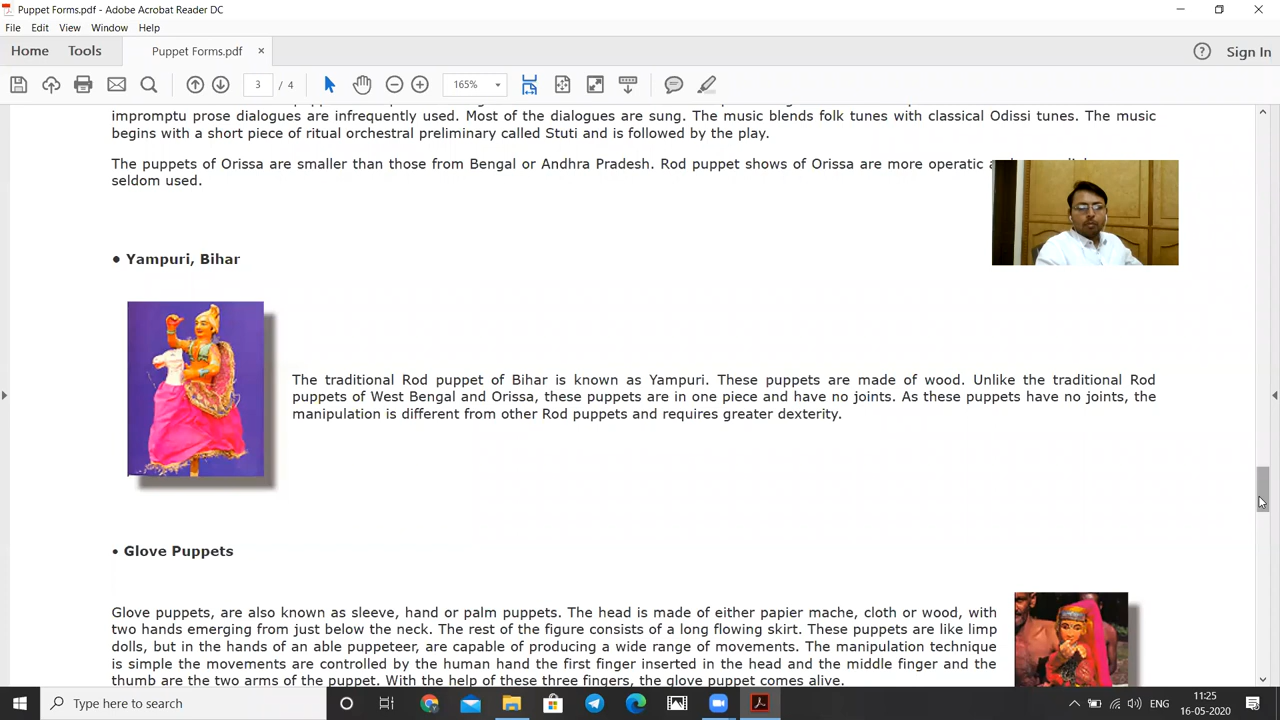 Puppet Forms.pdf - Adobe Acrobat Reader DC
File Edit View Window Help
Home Tools Puppet Forms.pdf × ? Sign In
3 / 4 165%
impromptu prose dialogues are infrequently used. Most of the dialogues are sung. The music blends folk tunes with classical Odissi tunes. The music
begins with a short piece of ritual orchestral preliminary called Stuti and is followed by the play.
The puppets of Orissa are smaller than those from Bengal or Andhra Pradesh. Rod puppet shows of Orissa are more operatic
seldom used.
• Yampuri, Bihar
The traditional Rod puppet of Bihar is known as Yampuri. These puppets are made of wood. Unlike the traditional Rod
puppets of West Bengal and Orissa, these puppets are in one piece and have no joints. As these puppets have no joints, the
manipulation is different from other Rod puppets and requires greater dexterity.
• Glove Puppets
Glove puppets, are also known as sleeve, hand or palm puppets. The head is made of either papier mache, cloth or wood, with
two hands emerging from just below the neck. The rest of the figure consists of a long flowing skirt. These puppets are like limp
dolls, but in the hands of an able puppeteer, are capable of producing a wide range of movements. The manipulation technique
is simple the movements are controlled by the human hand the first finger inserted in the head and the middle finger and the
thumb are the two arms of the puppet. With the help of these three fingers, the glove puppet comes alive.
Type here to search
ENG
11:25
16-05-2020